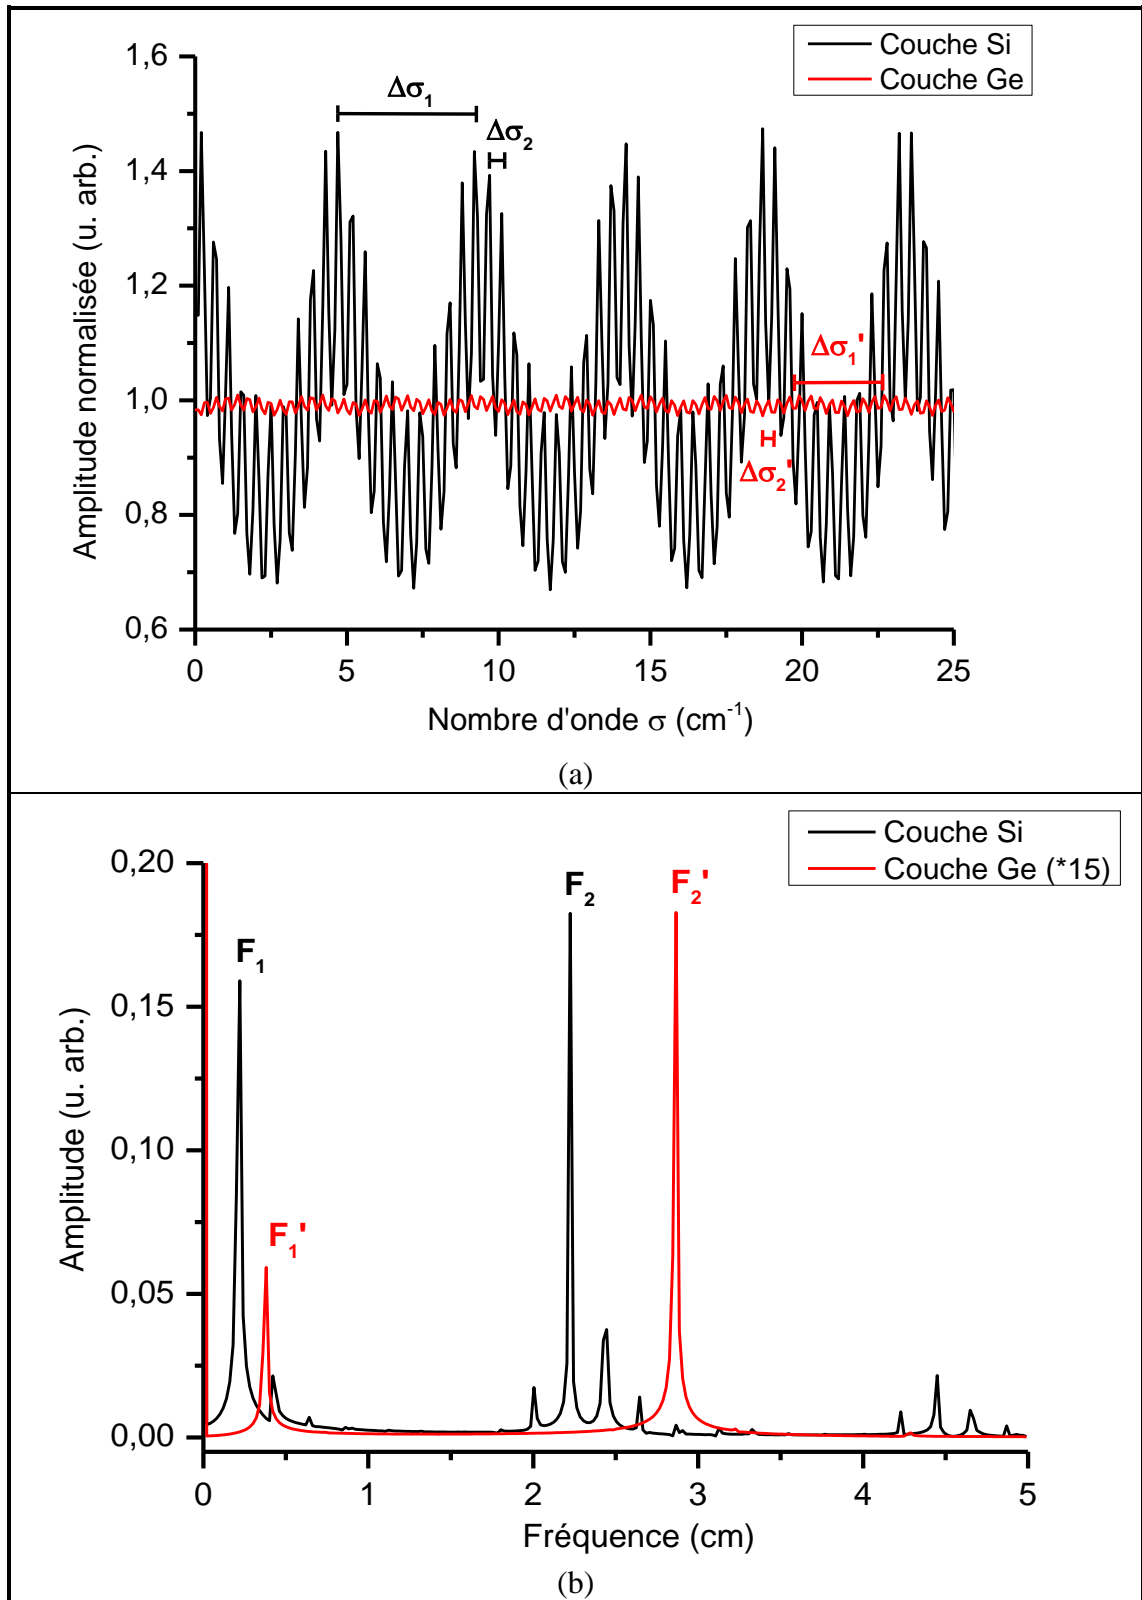 Couche Si
Couche Ge
Δσ₁
Δσ₂
Δσ₁'
Δσ₂'
1,6
1,4
1,2
1,0
0,8
0,6
Amplitude normalisée (u. arb.)
0 5 10 15 20 25
Nombre d'onde σ (cm⁻¹)
(a)
Couche Si
Couche Ge (*15)
F₁
F₂
F₂'
F₁'
0,20
0,15
0,10
0,05
0,00
Amplitude (u. arb.)
0 1 2 3 4 5
Fréquence (cm)
(b)